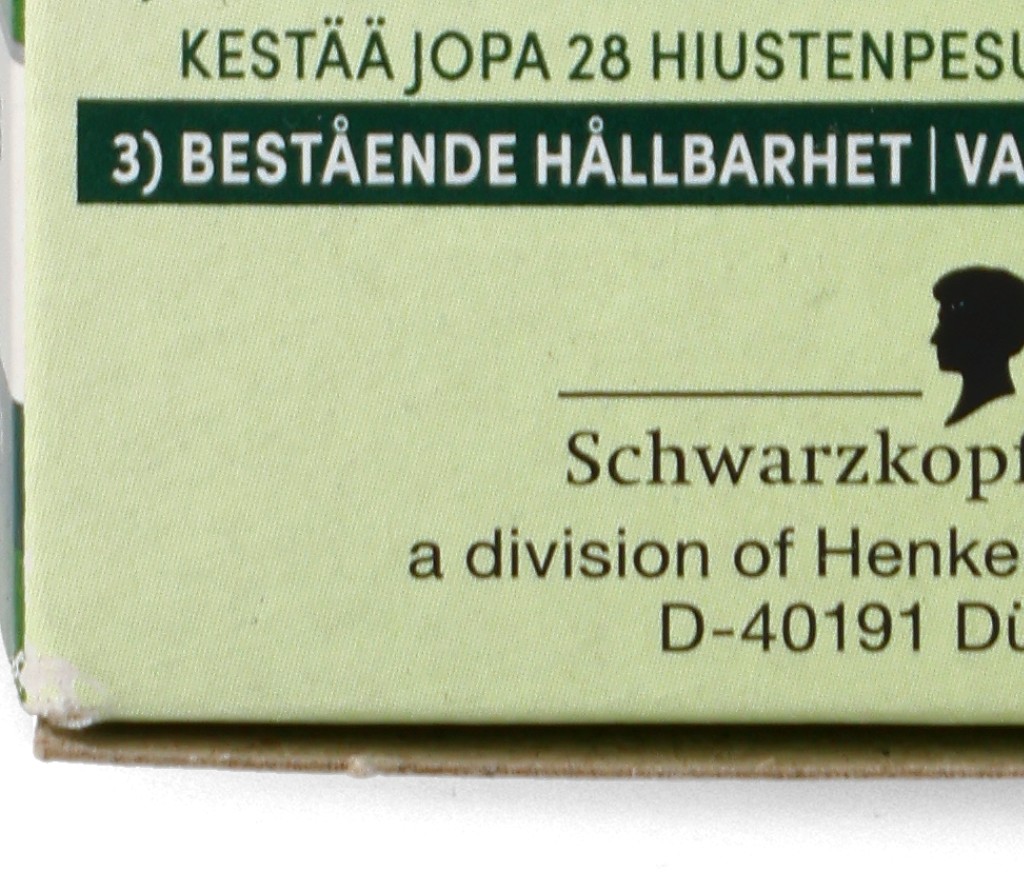 KESTÄÄ JOPA 28 HIUSTENPESU
3) BESTÅENDE HÅLLBARHET | VA
Schwarzkopf
a division of Henke
D-40191 Dü